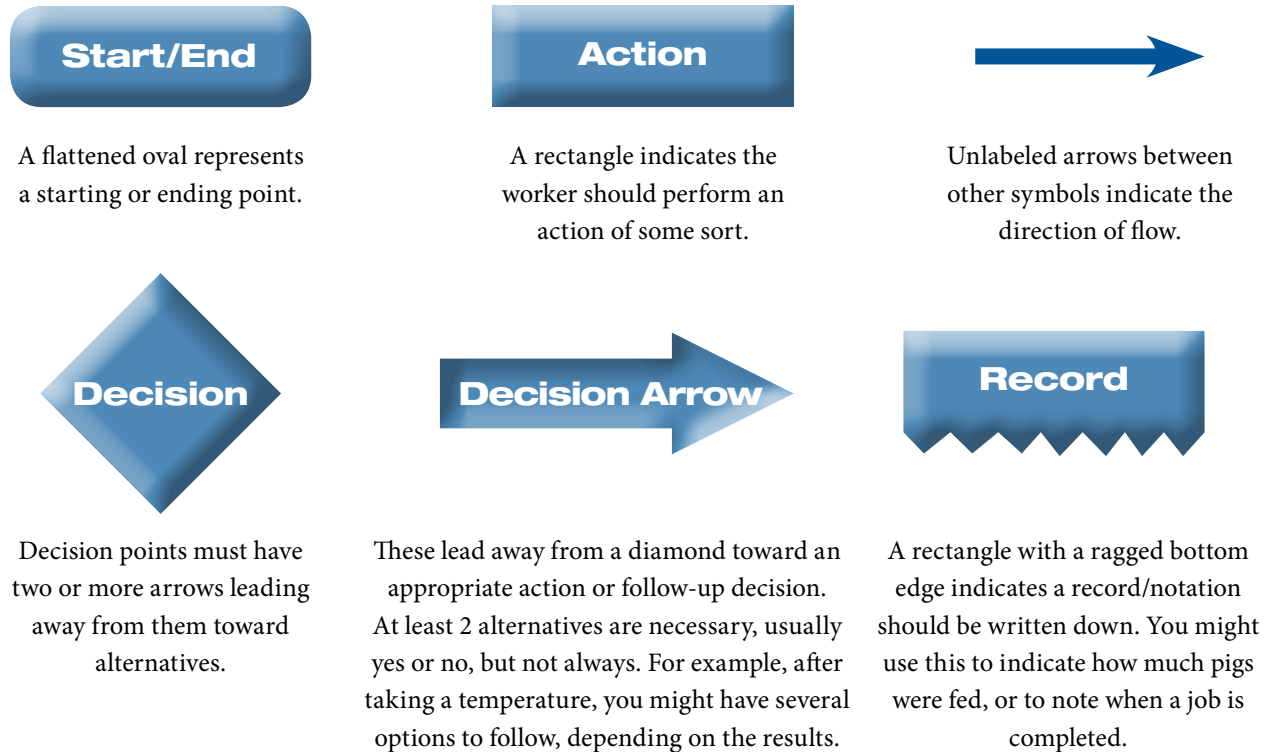 Start/End
A flattened oval represents
a starting or ending point.
Action
A rectangle indicates the
worker should perform an
action of some sort.
Unlabeled arrows between
other symbols indicate the
direction of flow.
Decision
Decision points must have
two or more arrows leading
away from them toward
alternatives.
Decision Arrow
These lead away from a diamond toward an
appropriate action or follow-up decision.
At least 2 alternatives are necessary, usually
yes or no, but not always. For example, after
taking a temperature, you might have several
options to follow, depending on the results.
Record
A rectangle with a ragged bottom
edge indicates a record/notation
should be written down. You might
use this to indicate how much pigs
were fed, or to note when a job is
completed.